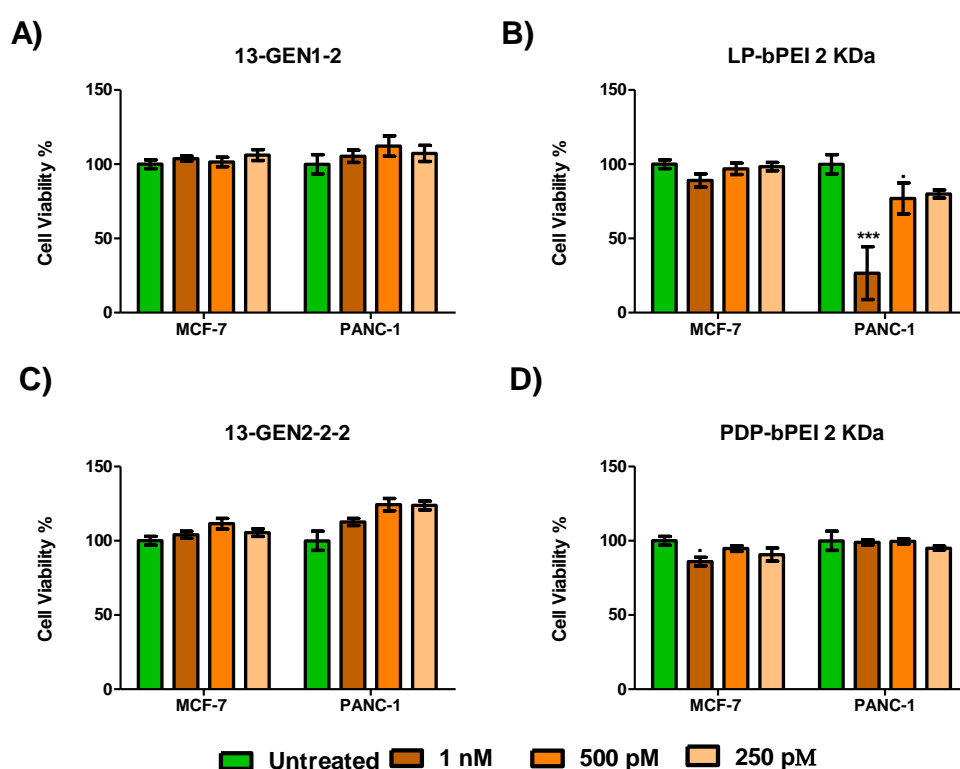 A)
13-GEN1-2
Cell Viability %
150
100
50
0
MCF-7 PANC-1
B)
LP-bPEI 2 KDa
Cell Viability %
150
100
50
0
***
.
MCF-7 PANC-1
C)
13-GEN2-2-2
Cell Viability %
150
100
50
0
MCF-7 PANC-1
D)
PDP-bPEI 2 KDa
Cell Viability %
150
100
50
0
.
MCF-7 PANC-1
Untreated 1 nM 500 pM 250 pM